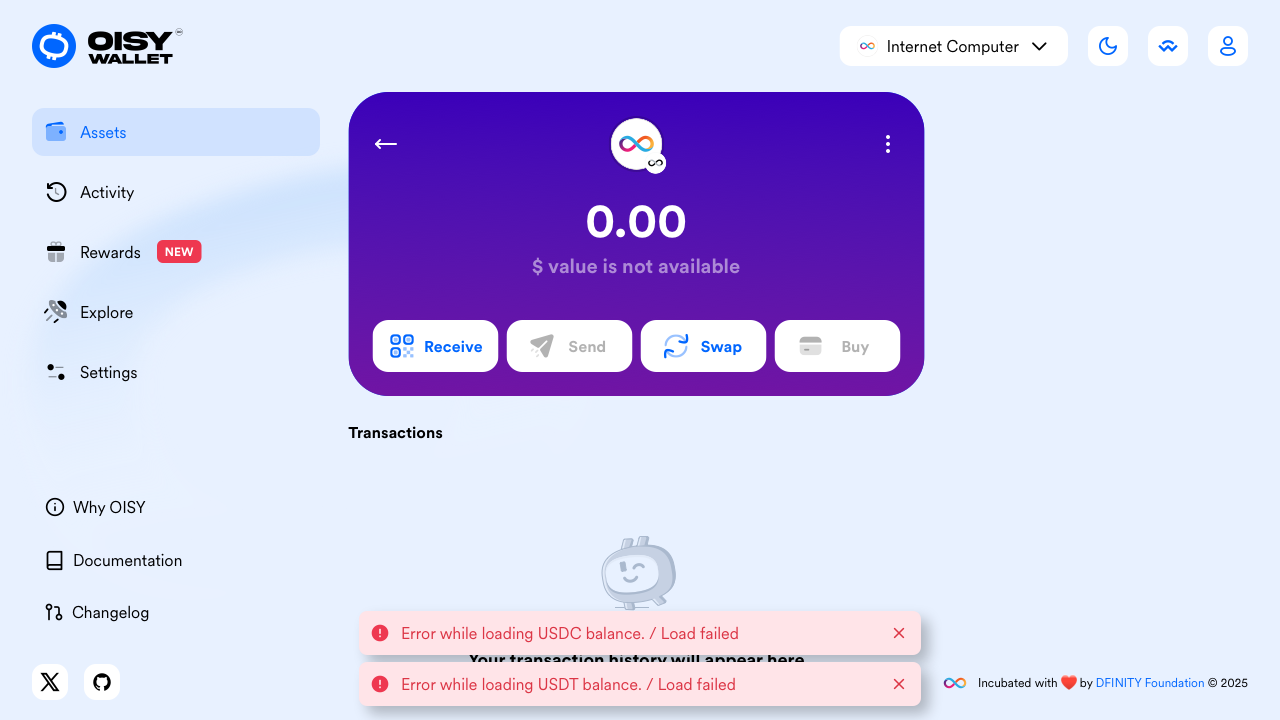 OISY
WALLET
Internet Computer
Assets
Activity
Rewards NEW
Explore
Settings
Why OISY
Documentation
Changelog
0.00
$ value is not available
Receive
Send
Swap
Buy
Transactions
Error while loading USDC balance. / Load failed
Your transaction history will appear here
Error while loading USDT balance. / Load failed
Incubated with ❤️ by DFINITY Foundation © 2025